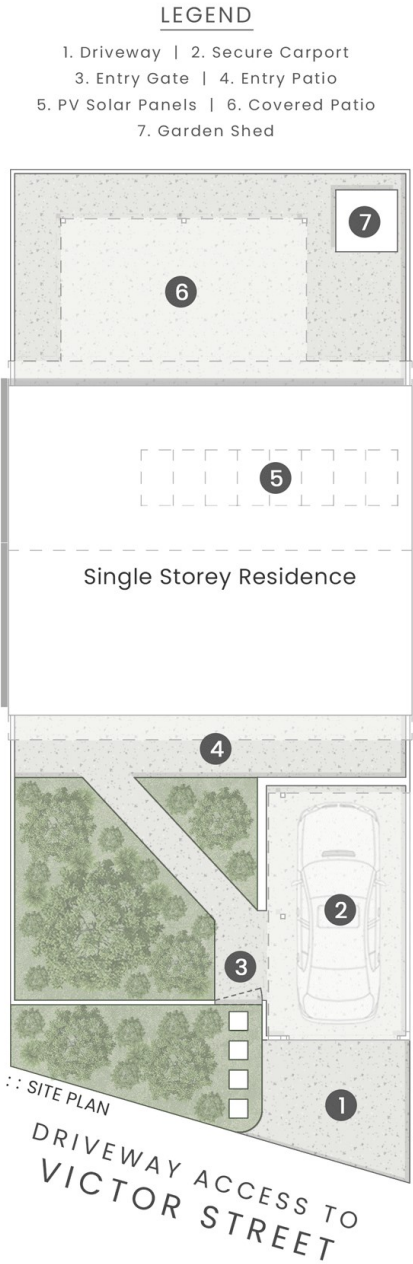 LEGEND
1. Driveway | 2. Secure Carport
3. Entry Gate | 4. Entry Patio
5. PV Solar Panels | 6. Covered Patio
7. Garden Shed
7
6
5
Single Storey Residence
4
2
3
1
:: SITE PLAN
DRIVEWAY ACCESS TO
VICTOR STREET